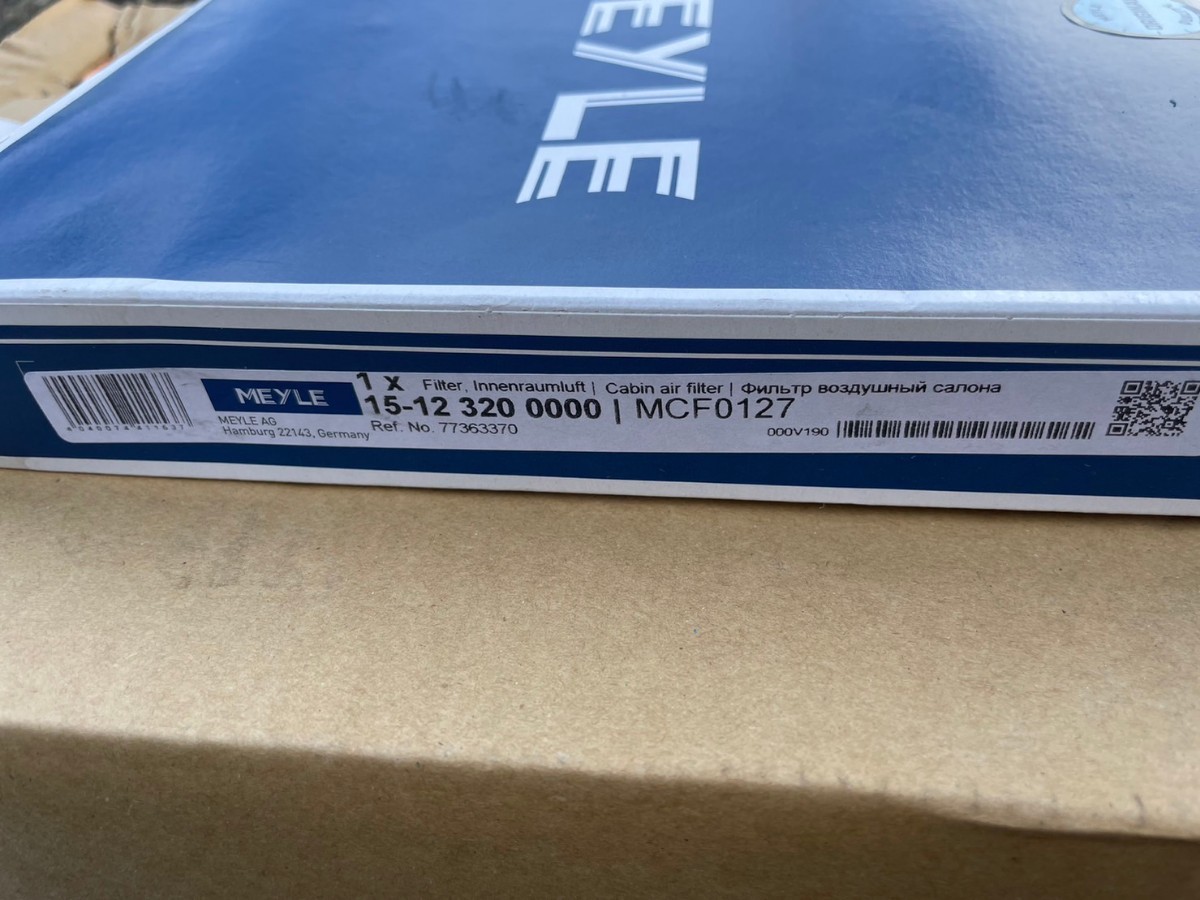 EYLE
MEYLE
MEYLE AG
Hamburg 22143, Germany
1 x Filter, Innenraumluft | Cabin air filter | Фильтр воздушный салона
15-12 320 0000 | MCF0127
Ref. No. 77363370
000V190